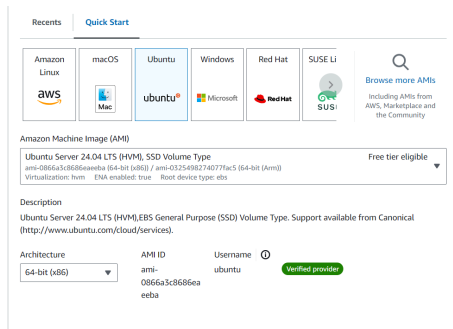 Recents Quick Start
Amazon Linux
aws
macOS
Mac
Ubuntu
ubuntu®
Windows
Microsoft
Red Hat
Red Hat
SUSE Li
SUS
Browse more AMIs
Including AMIs from
AWS, Marketplace and
the Community
Amazon Machine Image (AMI)
Ubuntu Server 24.04 LTS (HVM), SSD Volume Type Free tier eligible
ami-0866a3c8686eaeeba (64-bit (x86)) / ami-0325498274077fac5 (64-bit (Arm))
Virtualization: hvm ENA enabled: true Root device type: ebs
Description
Ubuntu Server 24.04 LTS (HVM),EBS General Purpose (SSD) Volume Type. Support available from Canonical
(http://www.ubuntu.com/cloud/services).
Architecture AMI ID Username
64-bit (x86) ami- ubuntu Verified provider
0866a3c8686ea
eeba